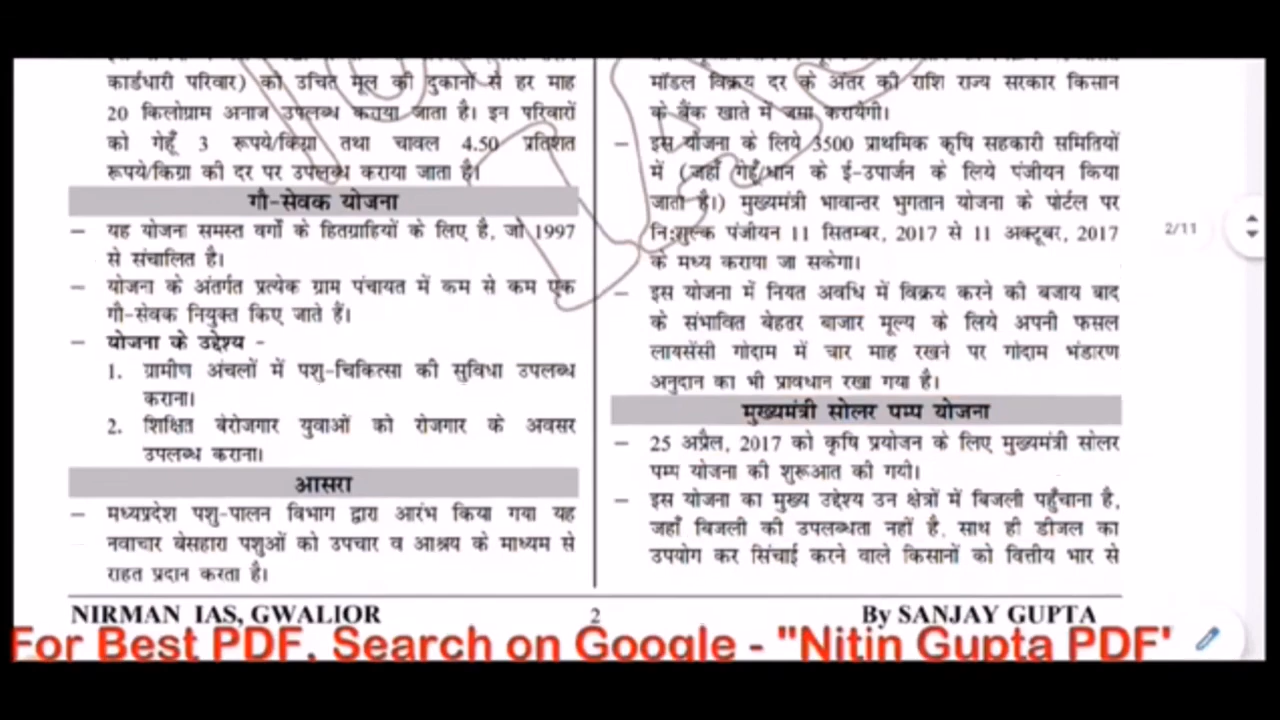 कार्डधारी परिवार) को उचित मूल की दुकानों से हर माह
20 किलोग्राम अनाज उपलब्ध कराया जाता है। इन परिवारों
को गेहूँ 3 रूपये/किग्रा तथा चावल 4.50 प्रतिशत
रूपये/किग्रा की दर पर उपलब्ध कराया जाता है।
गौ-सेवक योजना
– यह योजना समस्त वर्गों के हितग्राहियों के लिए है, जो 1997
से संचालित है।
– योजना के अंतर्गत प्रत्येक ग्राम पंचायत में कम से कम एक
गौ-सेवक नियुक्त किए जाते हैं।
– योजना के उद्देश्य -
1. ग्रामीण अंचलों में पशु-चिकित्सा की सुविधा उपलब्ध
कराना।
2. शिक्षित बेरोजगार युवाओं को रोजगार के अवसर
उपलब्ध कराना।
आसरा
– मध्यप्रदेश पशु-पालन विभाग द्वारा आरंभ किया गया यह
नवाचार बेसहारा पशुओं को उपचार व आश्रय के माध्यम से
राहत प्रदान करता है।
मॉडल विक्रय दर के अंतर की राशि राज्य सरकार किसान
के बैंक खाते में जमा करायेगी।
– इस योजना के लिये 3500 प्राथमिक कृषि सहकारी समितियों
में (जहाँ गेहूँ/धान के ई-उपार्जन के लिये पंजीयन किया
जाता है।) मुख्यमंत्री भावान्तर भुगतान योजना के पोर्टल पर
नि:शुल्क पंजीयन 11 सितम्बर, 2017 से 11 अक्टूबर, 2017
के मध्य कराया जा सकेगा।
– इस योजना में नियत अवधि में विक्रय करने की बजाय बाद
के संभावित बेहतर बाजार मूल्य के लिये अपनी फसल
लायसेंसी गोदाम में चार माह रखने पर गोदाम भंडारण
अनुदान का भी प्रावधान रखा गया है।
मुख्यमंत्री सोलर पम्प योजना
– 25 अप्रैल, 2017 को कृषि प्रयोजन के लिए मुख्यमंत्री सोलर
पम्प योजना की शुरूआत की गयी।
– इस योजना का मुख्य उद्देश्य उन क्षेत्रों में बिजली पहुँचाना है,
जहाँ बिजली की उपलब्धता नहीं है, साथ ही डीजल का
उपयोग कर सिंचाई करने वाले किसानों को वित्तीय भार से
2/11
NIRMAN IAS, GWALIOR 2 By SANJAY GUPTA
For Best PDF, Search on Google - "Nitin Gupta PDF"